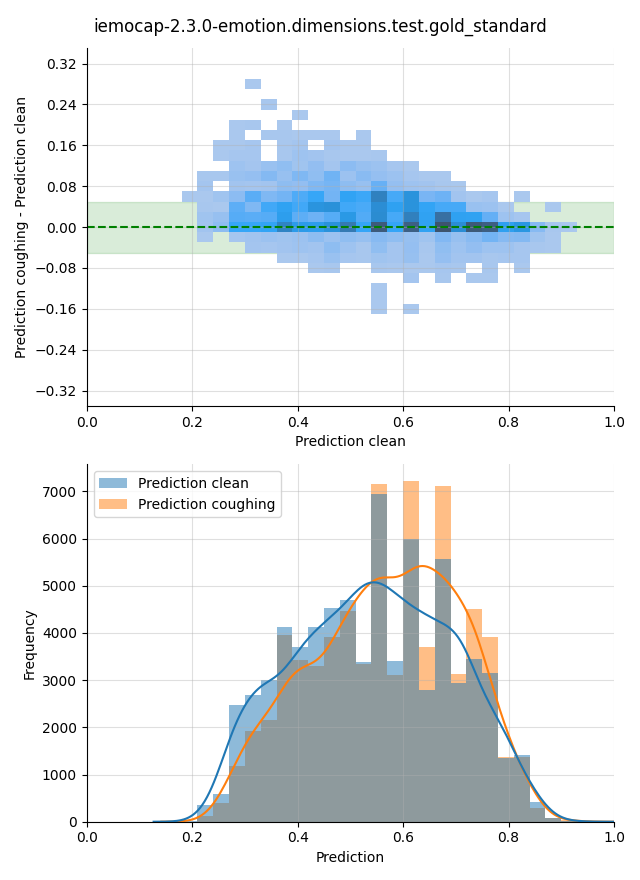 iemocap-2.3.0-emotion.dimensions.test.gold_standard
0.32
0.24
0.16
0.08
0.00
−0.08
−0.16
−0.24
−0.32
Prediction coughing - Prediction clean
0.0 0.2 0.4 0.6 0.8 1.0
Prediction clean
Prediction clean
Prediction coughing
7000
6000
5000
4000
3000
2000
1000
0
Frequency
0.0 0.2 0.4 0.6 0.8 1.0
Prediction